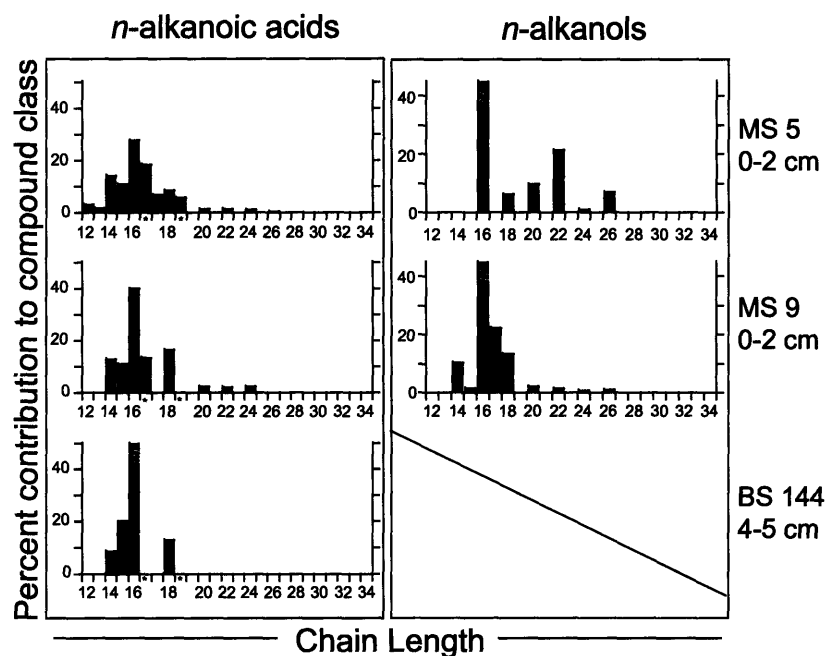 n-alkanoic acids
n-alkanols
Percent contribution to compound class
40
20
0
12 14 16 * 18 * 20 22 24 26 28 30 32 34
40
20
0
12 14 16 18 20 22 24 26 28 30 32 34
MS 5
0-2 cm
40
20
0
12 14 16 * 18 * 20 22 24 26 28 30 32 34
40
20
0
12 14 16 18 20 22 24 26 28 30 32 34
MS 9
0-2 cm
40
20
0
12 14 16 * 18 * 20 22 24 26 28 30 32 34
BS 144
4-5 cm
Chain Length